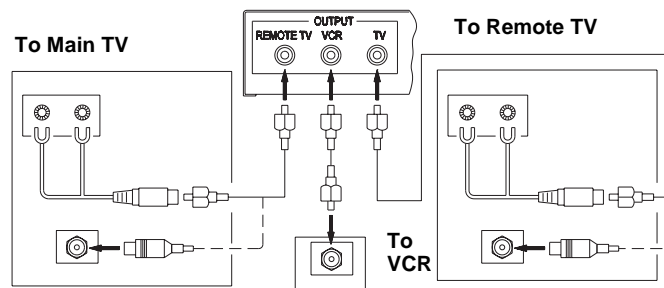 To Main TV
OUTPUT
REMOTE TV VCR TV
To Remote TV
To
VCR